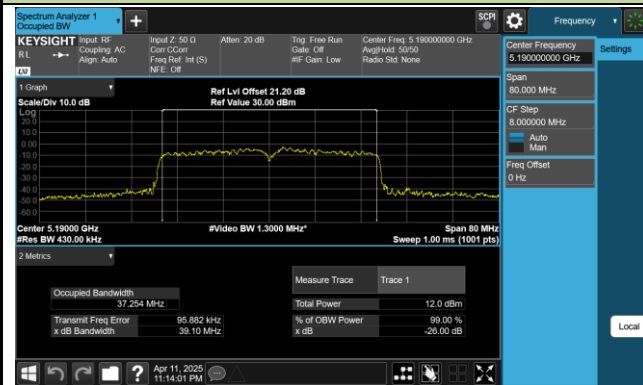 Spectrum Analyzer 1
Occupied BW
SCPI
Frequency
KEYSIGHT
RL
LXI
Input: RF
Coupling: AC
Align: Auto
Input Z: 50 Ω
Corr CCorr
Freq Ref: Int (S)
NFE: Off
Atten: 20 dB
Trig: Free Run
Gate: Off
#IF Gain: Low
Center Freq: 5.190000000 GHz
Avg|Hold: 50/50
Radio Std: None
Center Frequency
5.190000000 GHz
Settings
Span
80.000 MHz
CF Step
8.000000 MHz
Auto
Man
Freq Offset
0 Hz
Local
1 Graph
Scale/Div 10.0 dB
Ref Lvl Offset 21.20 dB
Ref Value 30.00 dBm
Log
20.0
10.0
0.00
-10.0
-20.0
-30.0
-40.0
-50.0
-60.0
Center 5.19000 GHz
#Video BW 1.3000 MHz*
Span 80 MHz
#Res BW 430.00 kHz
Sweep 1.00 ms (1001 pts)
2 Metrics
Measure Trace
Trace 1
Occupied Bandwidth
37.254 MHz
Total Power
12.0 dBm
Transmit Freq Error
95.882 kHz
% of OBW Power
99.00 %
x dB Bandwidth
39.10 MHz
x dB
-26.00 dB
?
Apr 11, 2025
11:14:01 PM